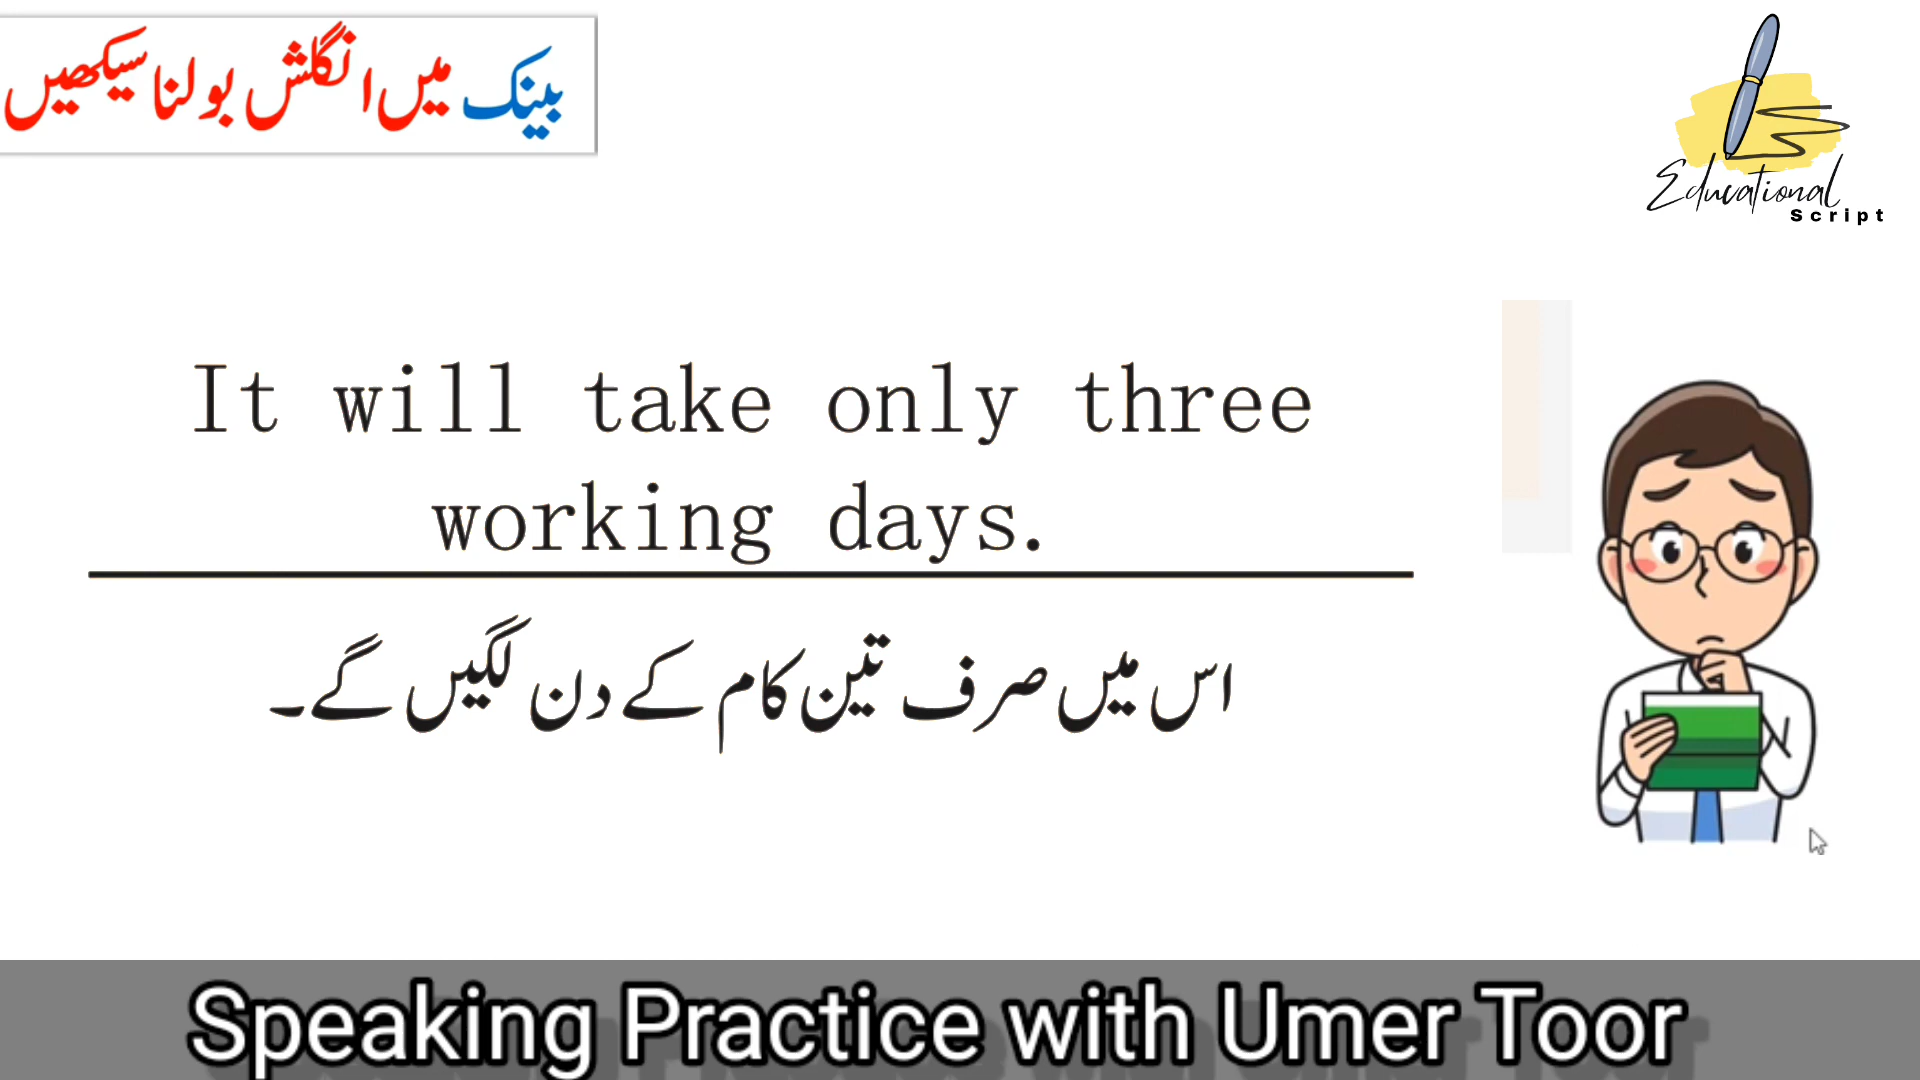 بینک میں انگلش بولنا سیکھیں
Educational
Script
It will take only three
working days.
اس میں صرف تین کام کے دن لگیں گے۔
Speaking Practice with Umer Toor